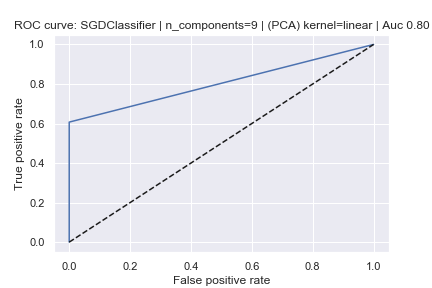 ROC curve: SGDClassifier | n_components=9 | (PCA) kernel=linear | Auc 0.80
1.0
0.8
0.6
0.4
0.2
0.0
True positive rate
0.0 0.2 0.4 0.6 0.8 1.0
False positive rate